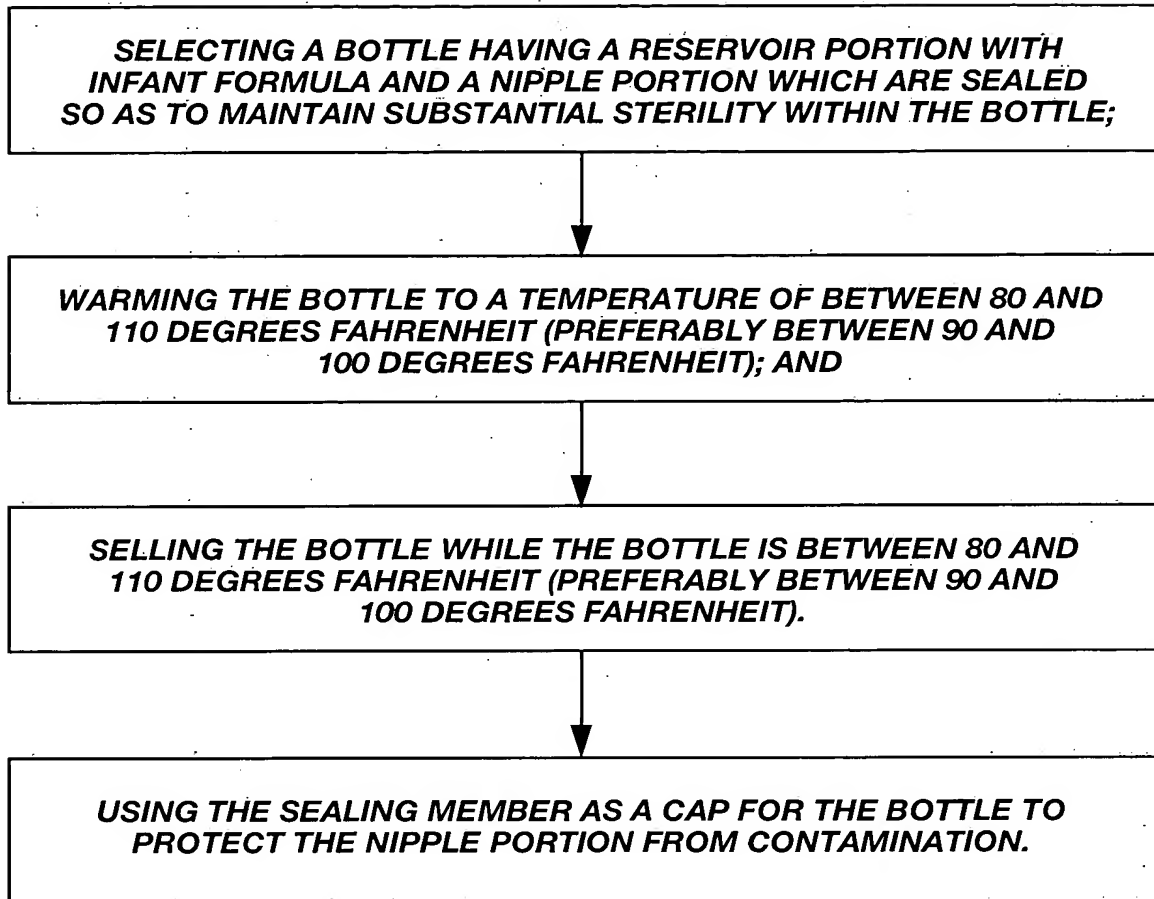 SELECTING A BOTTLE HAVING A RESERVOIR PORTION WITH
INFANT FORMULA AND A NIPPLE PORTION WHICH ARE SEALED
SO AS TO MAINTAIN SUBSTANTIAL STERILITY WITHIN THE BOTTLE;
WARMING THE BOTTLE TO A TEMPERATURE OF BETWEEN 80 AND
110 DEGREES FAHRENHEIT (PREFERABLY BETWEEN 90 AND
100 DEGREES FAHRENHEIT); AND
SELLING THE BOTTLE WHILE THE BOTTLE IS BETWEEN 80 AND
110 DEGREES FAHRENHEIT (PREFERABLY BETWEEN 90 AND
100 DEGREES FAHRENHEIT).
USING THE SEALING MEMBER AS A CAP FOR THE BOTTLE TO
PROTECT THE NIPPLE PORTION FROM CONTAMINATION.